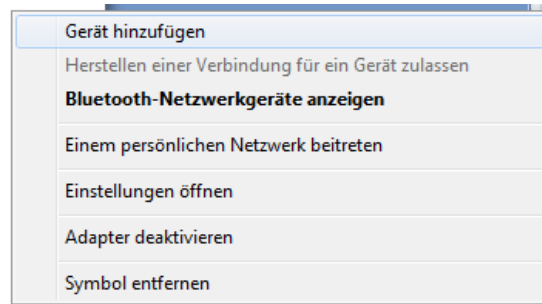 Gerät hinzufügen
Herstellen einer Verbindung für ein Gerät zulassen
Bluetooth-Netzwerkgeräte anzeigen
Einem persönlichen Netzwerk beitreten
Einstellungen öffnen
Adapter deaktivieren
Symbol entfernen